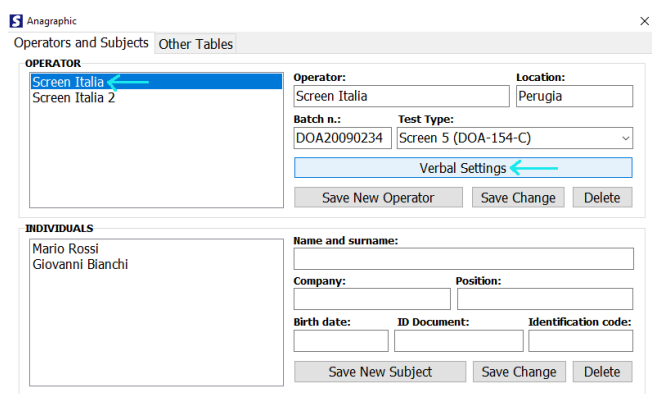 S Anagraphic
Operators and Subjects Other Tables
OPERATOR
Screen Italia
Screen Italia 2
Operator: Location:
Screen Italia Perugia
Batch n.: Test Type:
DOA20090234 Screen 5 (DOA-154-C)
Verbal Settings
Save New Operator Save Change Delete
INDIVIDUALS
Mario Rossi
Giovanni Bianchi
Name and surname:
Company: Position:
Birth date: ID Document: Identification code:
Save New Subject Save Change Delete